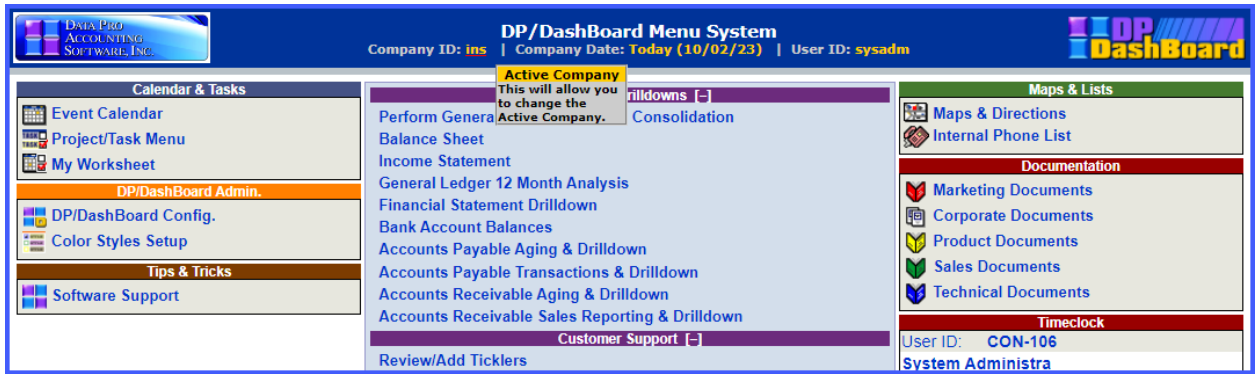 DATA PRO
ACCOUNTING
SOFTWARE, INC.
DP/DashBoard Menu System
Company ID: ins | Company Date: Today (10/02/23) | User ID: sysadm
DP
DashBoard
Calendar & Tasks
Event Calendar
Project/Task Menu
My Worksheet
DP/DashBoard Admin.
DP/DashBoard Config.
Color Styles Setup
Tips & Tricks
Software Support
Active Company
This will allow you
to change the
Active Company.
rilldowns [–]
Perform Genera Consolidation
Balance Sheet
Income Statement
General Ledger 12 Month Analysis
Financial Statement Drilldown
Bank Account Balances
Accounts Payable Aging & Drilldown
Accounts Payable Transactions & Drilldown
Accounts Receivable Aging & Drilldown
Accounts Receivable Sales Reporting & Drilldown
Customer Support [–]
Review/Add Ticklers
Maps & Lists
Maps & Directions
Internal Phone List
Documentation
Marketing Documents
Corporate Documents
Product Documents
Sales Documents
Technical Documents
Timeclock
User ID: CON-106
System Administra